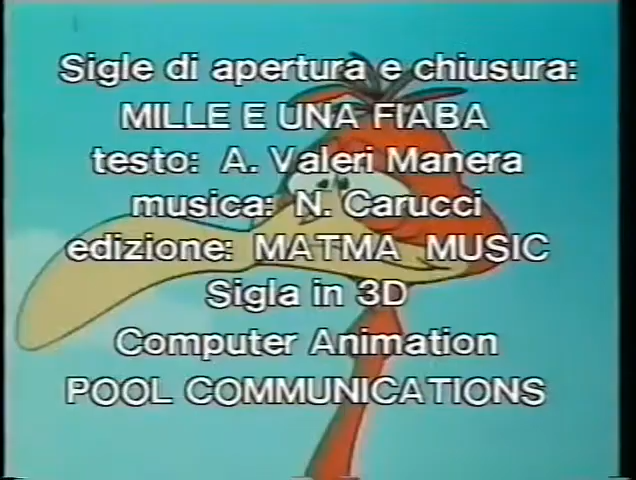 Sigle di apertura e chiusura:
MILLE E UNA FIABA
testo: A. Valeri Manera
musica: N. Carucci
edizione: MATMA MUSIC
Sigla in 3D
Computer Animation
POOL COMMUNICATIONS